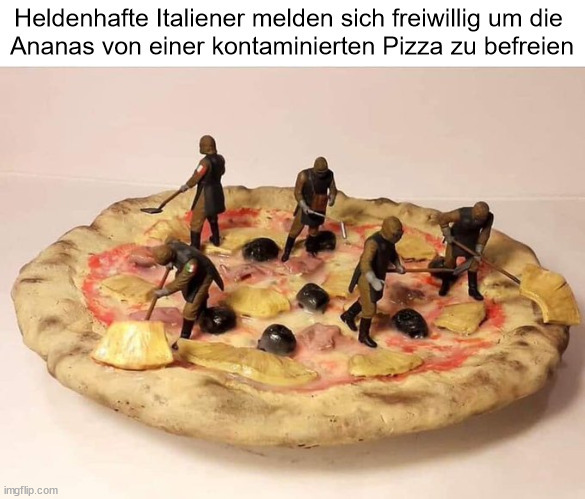 Heldenhafte Italiener melden sich freiwillig um die
Ananas von einer kontaminierten Pizza zu befreien
imgflip.com